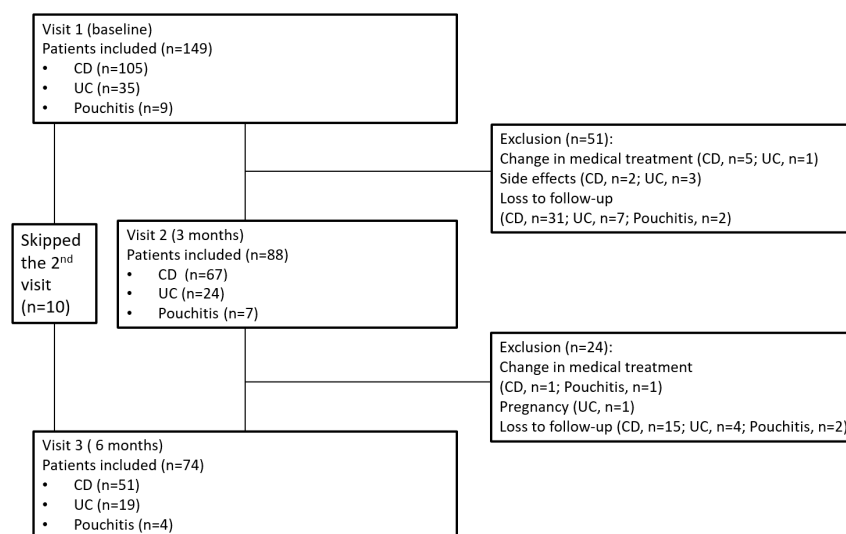 Visit 1 (baseline)
Patients included (n=149)
• CD (n=105)
• UC (n=35)
• Pouchitis (n=9)
Exclusion (n=51):
Change in medical treatment (CD, n=5; UC, n=1)
Side effects (CD, n=2; UC, n=3)
Loss to follow-up
(CD, n=31; UC, n=7; Pouchitis, n=2)
Skipped
the 2nd
visit
(n=10)
Visit 2 (3 months)
Patients included (n=88)
• CD (n=67)
• UC (n=24)
• Pouchitis (n=7)
Exclusion (n=24):
Change in medical treatment
(CD, n=1; Pouchitis, n=1)
Pregnancy (UC, n=1)
Loss to follow-up (CD, n=15; UC, n=4; Pouchitis, n=2)
Visit 3 ( 6 months)
Patients included (n=74)
• CD (n=51)
• UC (n=19)
• Pouchitis (n=4)